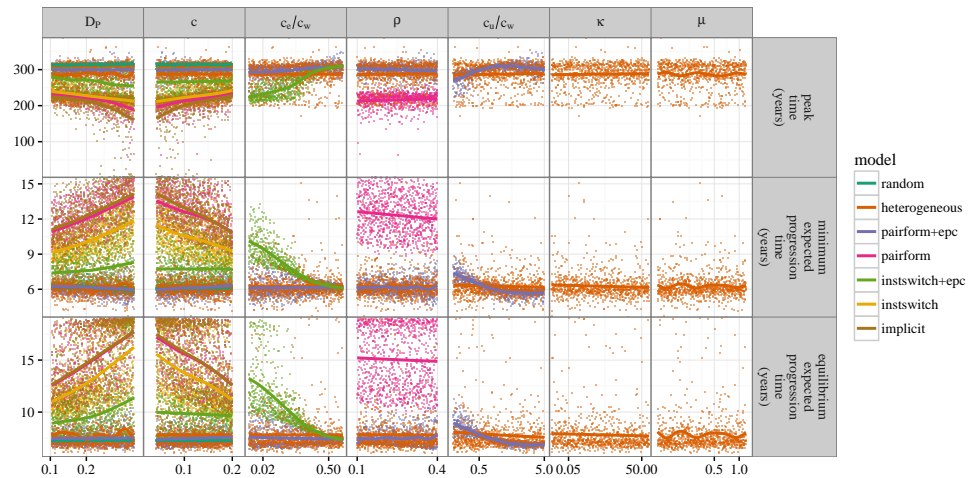 D_P c c_e/c_w ρ c_u/c_w κ μ
300
200
100
peak
time
(years)
15
12
9
6
minimum
expected
progression
time
(years)
15
10
equilibrium
expected
progression
time
(years)
0.1 0.2 0.1 0.2 0.02 0.50 0.1 0.4 0.5 5.0 0.05 50.00 0.5 1.0
model
random
heterogeneous
pairform+epc
pairform
instswitch+epc
instswitch
implicit